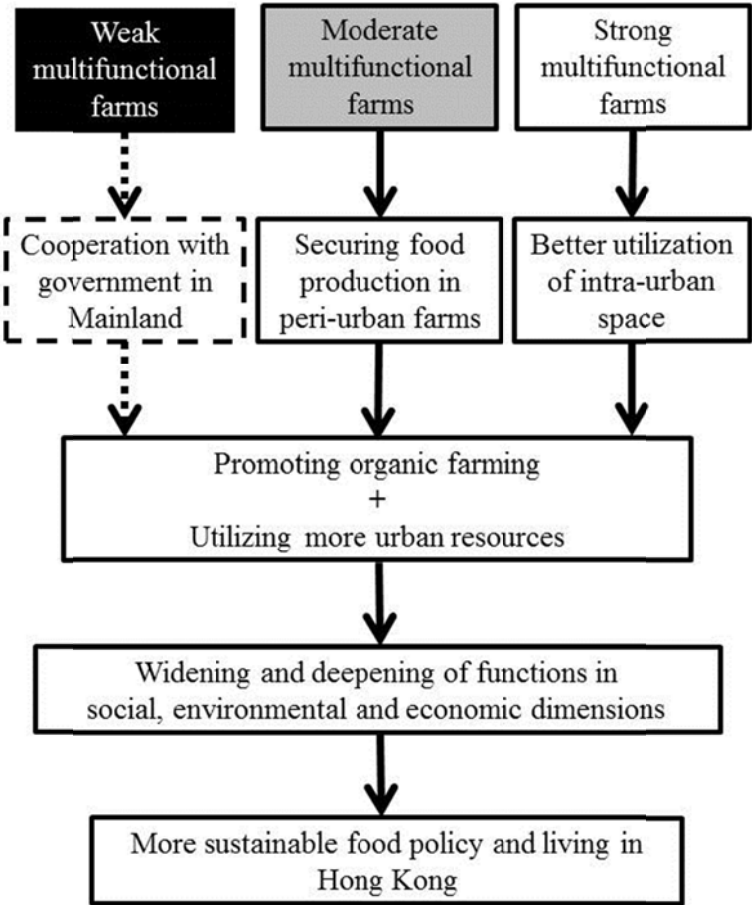 Weak
multifunctional
farms
Moderate
multifunctional
farms
Strong
multifunctional
farms
Cooperation with
government in
Mainland
Securing food
production in
peri-urban farms
Better utilization
of intra-urban
space
Promoting organic farming
+
Utilizing more urban resources
Widening and deepening of functions in
social, environmental and economic dimensions
More sustainable food policy and living in
Hong Kong